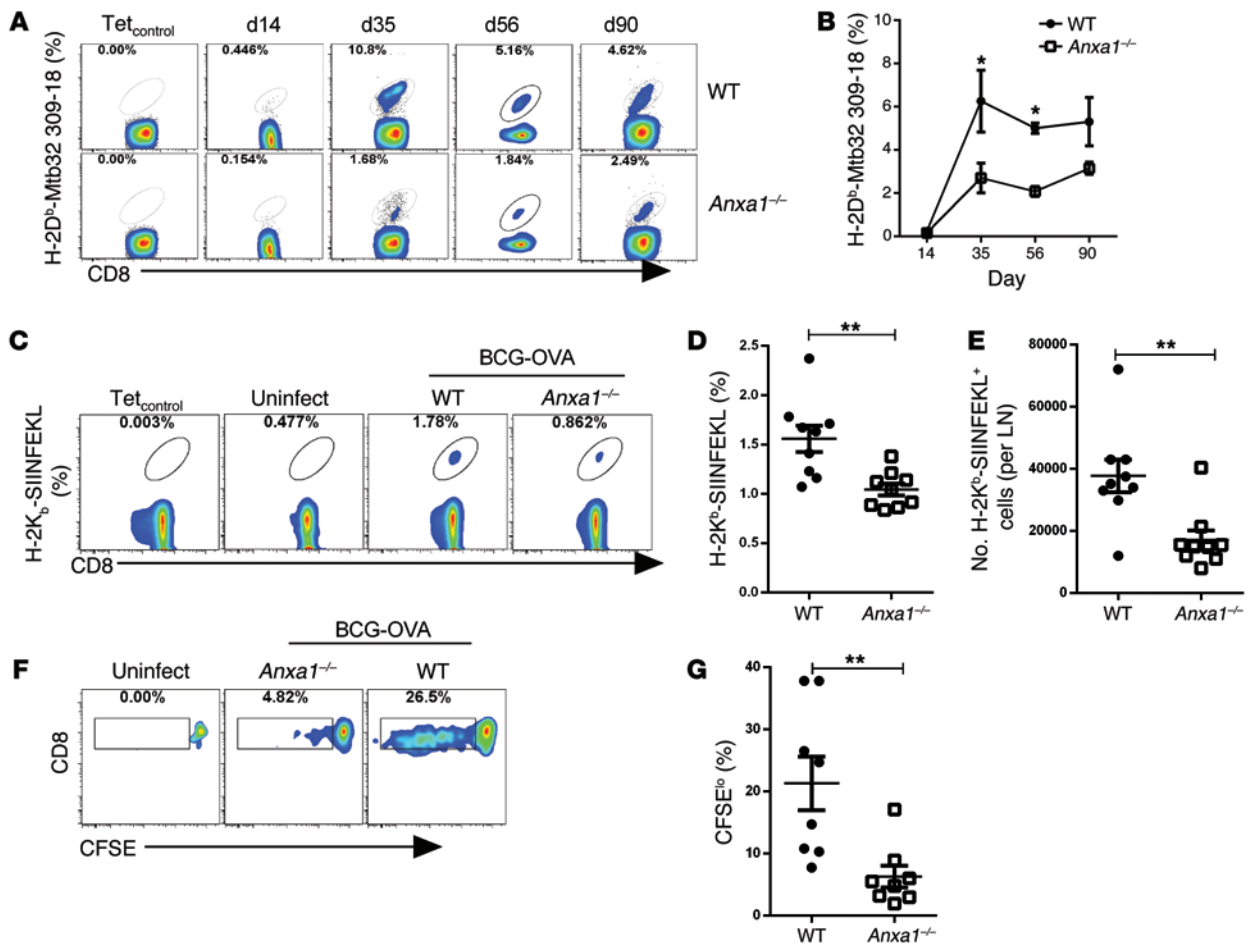 A
Tet control d14 d35 d56 d90
0.00% 0.446% 10.8% 5.16% 4.62%
WT
0.00% 0.154% 1.68% 1.84% 2.49%
Anxa1–/–
H-2Dᵇ-Mtb32 309-18 (%)
CD8
B
WT
Anxa1–/–
H-2Dᵇ-Mtb32 309-18 (%)
10
8
6
4
2
0
* *
14 35 56 90
Day
C
BCG-OVA
Tet control Uninfect WT Anxa1–/–
0.003% 0.477% 1.78% 0.862%
H-2K b-SIINFEKL
(%)
CD8
D
**
H-2Kᵇ-SIINFEKL (%)
2.5
2.0
1.5
1.0
0.5
0.0
WT Anxa1–/–
E
**
No. H-2Kᵇ-SIINFEKL⁺
cells (per LN)
80000
60000
40000
20000
0
WT Anxa1–/–
F
BCG-OVA
Uninfect Anxa1–/– WT
0.00% 4.82% 26.5%
CD8
CFSE
G
**
CFSEˡᵒ (%)
40
30
20
10
0
WT Anxa1–/–